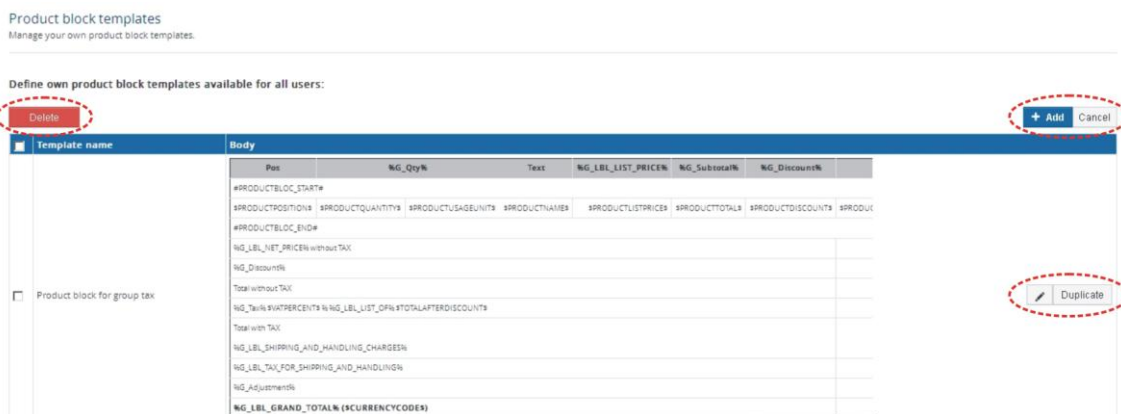 Product block templates
Manage your own product block templates.
Define own product block templates available for all users:
Delete + Add Cancel
Template name Body
Pos %G_Qty% Text %G_LBL_LIST_PRICE% %G_Subtotal% %G_Discount%
#PRODUCTBLOC_START#
$PRODUCTPOSITION$ $PRODUCTQUANTITY$ $PRODUCTUSAGEUNIT$ $PRODUCTNAME$ $PRODUCTLISTPRICE$ $PRODUCTTOTAL$ $PRODUCTDISCOUNT$ $PRODUC
#PRODUCTBLOC_END#
%G_LBL_NET_PRICE% without TAX
%G_Discount%
Total without TAX
Product block for group tax Duplicate
%G_Tax% $VATPERCENT$ % %G_LBL_LIST_OF% $TOTALAFTERDISCOUNT$
Total with TAX
%G_LBL_SHIPPING_AND_HANDLING_CHARGES%
%G_LBL_TAX_FOR_SHIPPING_AND_HANDLING%
%G_Adjustment%
%G_LBL_GRAND_TOTAL% ($CURRENCYCODE$)